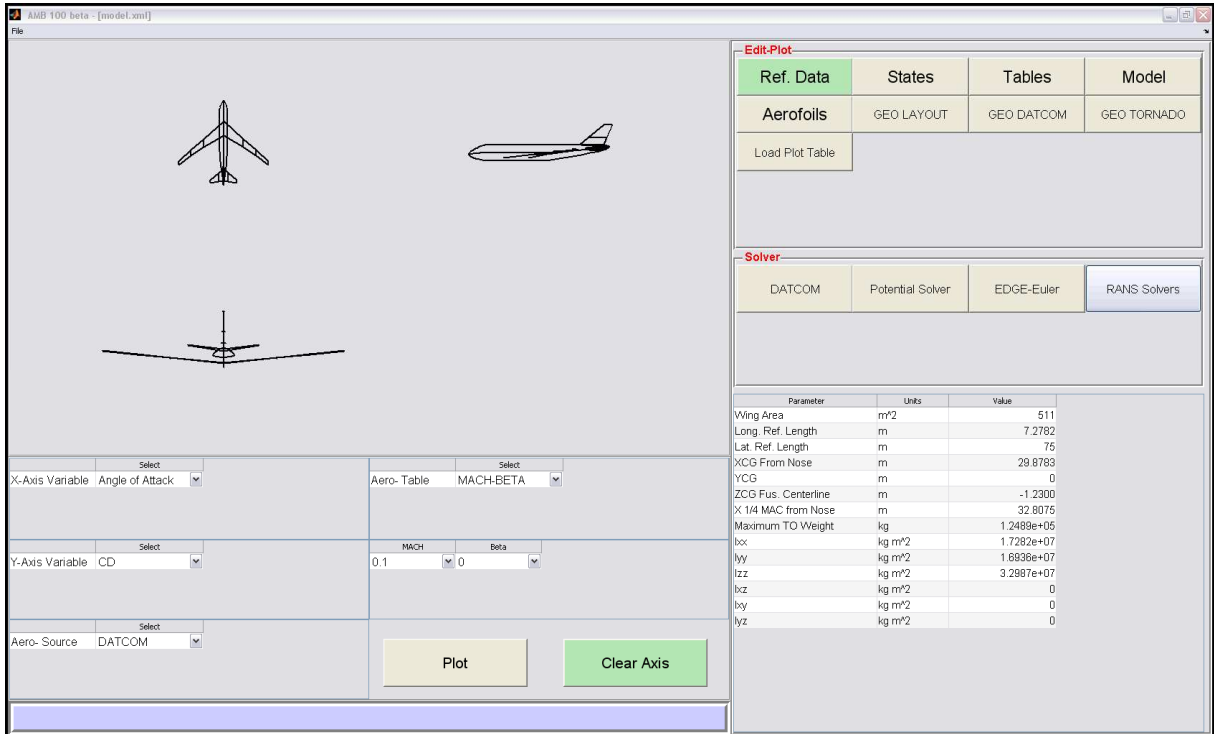 AMB 100 beta - [model.xml]
File
Edit-Plot
Ref. Data States Tables Model
Aerofoils GEO LAYOUT GEO DATCOM GEO TORNADO
Load Plot Table
Solver
DATCOM Potential Solver EDGE-Euler RANS Solvers
Parameter Units Value
Wing Area m^2 511
Long. Ref. Length m 7.2782
Lat. Ref. Length m 75
XCG From Nose m 29.8783
YCG m 0
ZCG Fus. Centerline m -1.2300
X 1/4 MAC from Nose m 32.8075
Maximum TO Weight kg 1.2489e+05
Ixx kg m^2 1.7282e+07
Iyy kg m^2 1.6936e+07
Izz kg m^2 3.2987e+07
Ixz kg m^2 0
Ixy kg m^2 0
Iyz kg m^2 0
Select
X-Axis Variable Angle of Attack
Select
Aero- Table MACH-BETA
Select
Y-Axis Variable CD
MACH Beta
0.1 0
Select
Aero- Source DATCOM
Plot Clear Axis